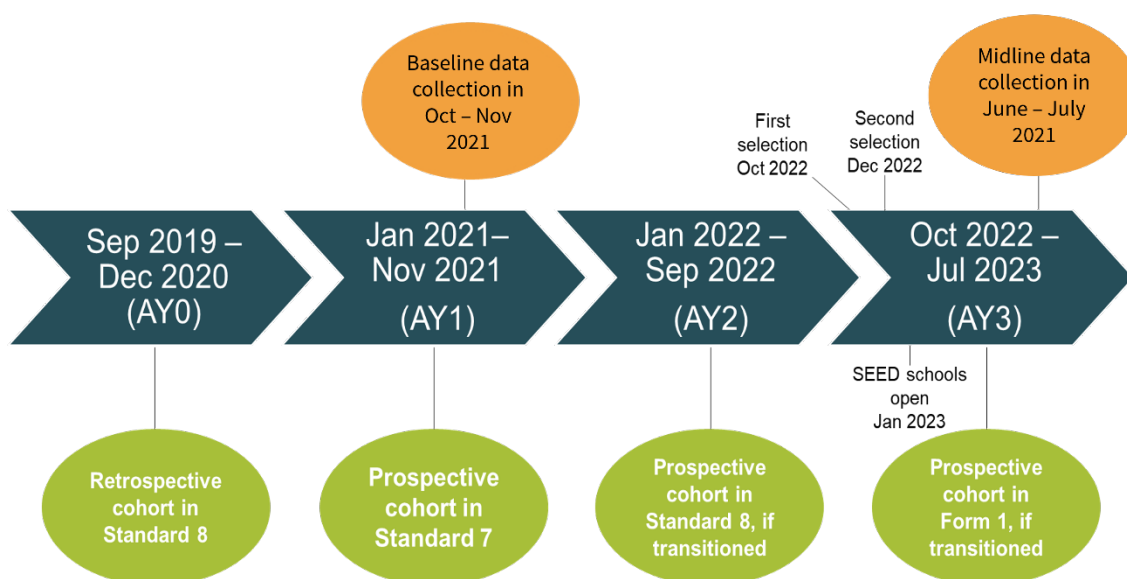 Baseline data
collection in
Oct – Nov
2021
First
selection
Oct 2022
Second
selection
Dec 2022
Midline data
collection in
June – July
2021
Sep 2019 –
Dec 2020
(AY0)
Jan 2021–
Nov 2021
(AY1)
Jan 2022 –
Sep 2022
(AY2)
Oct 2022 –
Jul 2023
(AY3)
SEED schools
open
Jan 2023
Retrospective
cohort in
Standard 8
Prospective
cohort in
Standard 7
Prospective
cohort in
Standard 8, if
transitioned
Prospective
cohort in
Form 1, if
transitioned